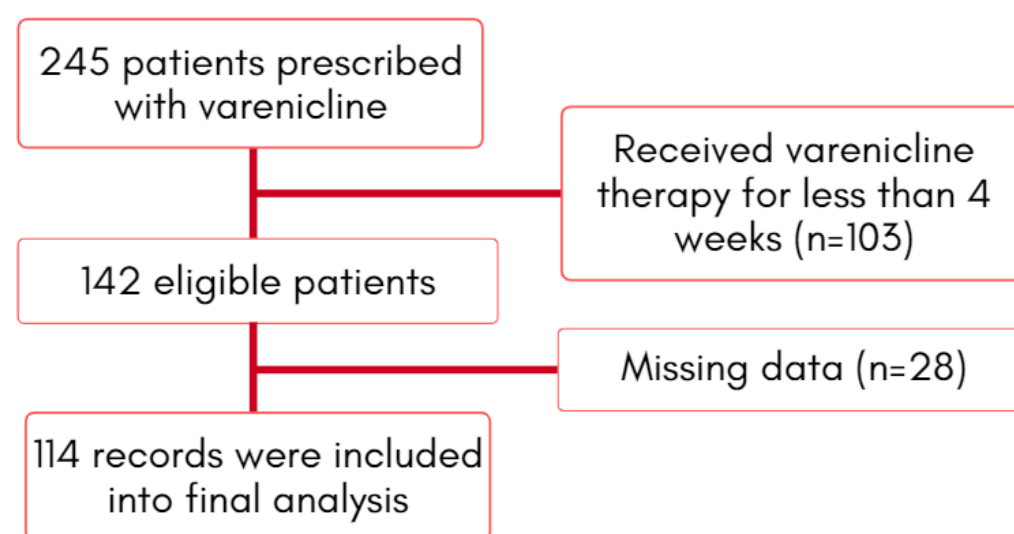 245 patients prescribed
with varenicline
Received varenicline
therapy for less than 4
weeks (n=103)
142 eligible patients
Missing data (n=28)
114 records were included
into final analysis